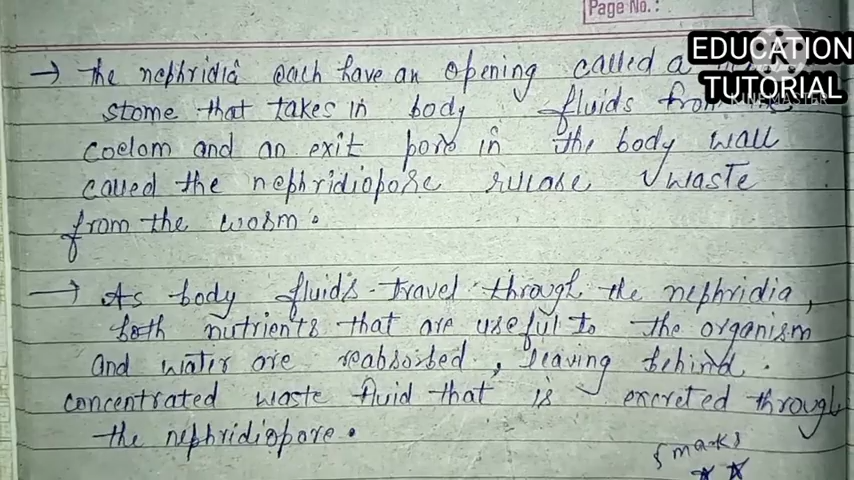 Page No.:
EDUCATION
TUTORIAL
KINEMASTER
→ the nephridia each have an opening called a
stome that takes in body fluids from
coelom and an exit pore in the body wall
called the nephridiopore release waste
from the worm.
→ As body fluids travel through the nephridia,
both nutrients that are useful to the organism
and water are reabsorbed, leaving behind.
concentrated waste fluid that is excreted through
the nephridiopore.
5 marks